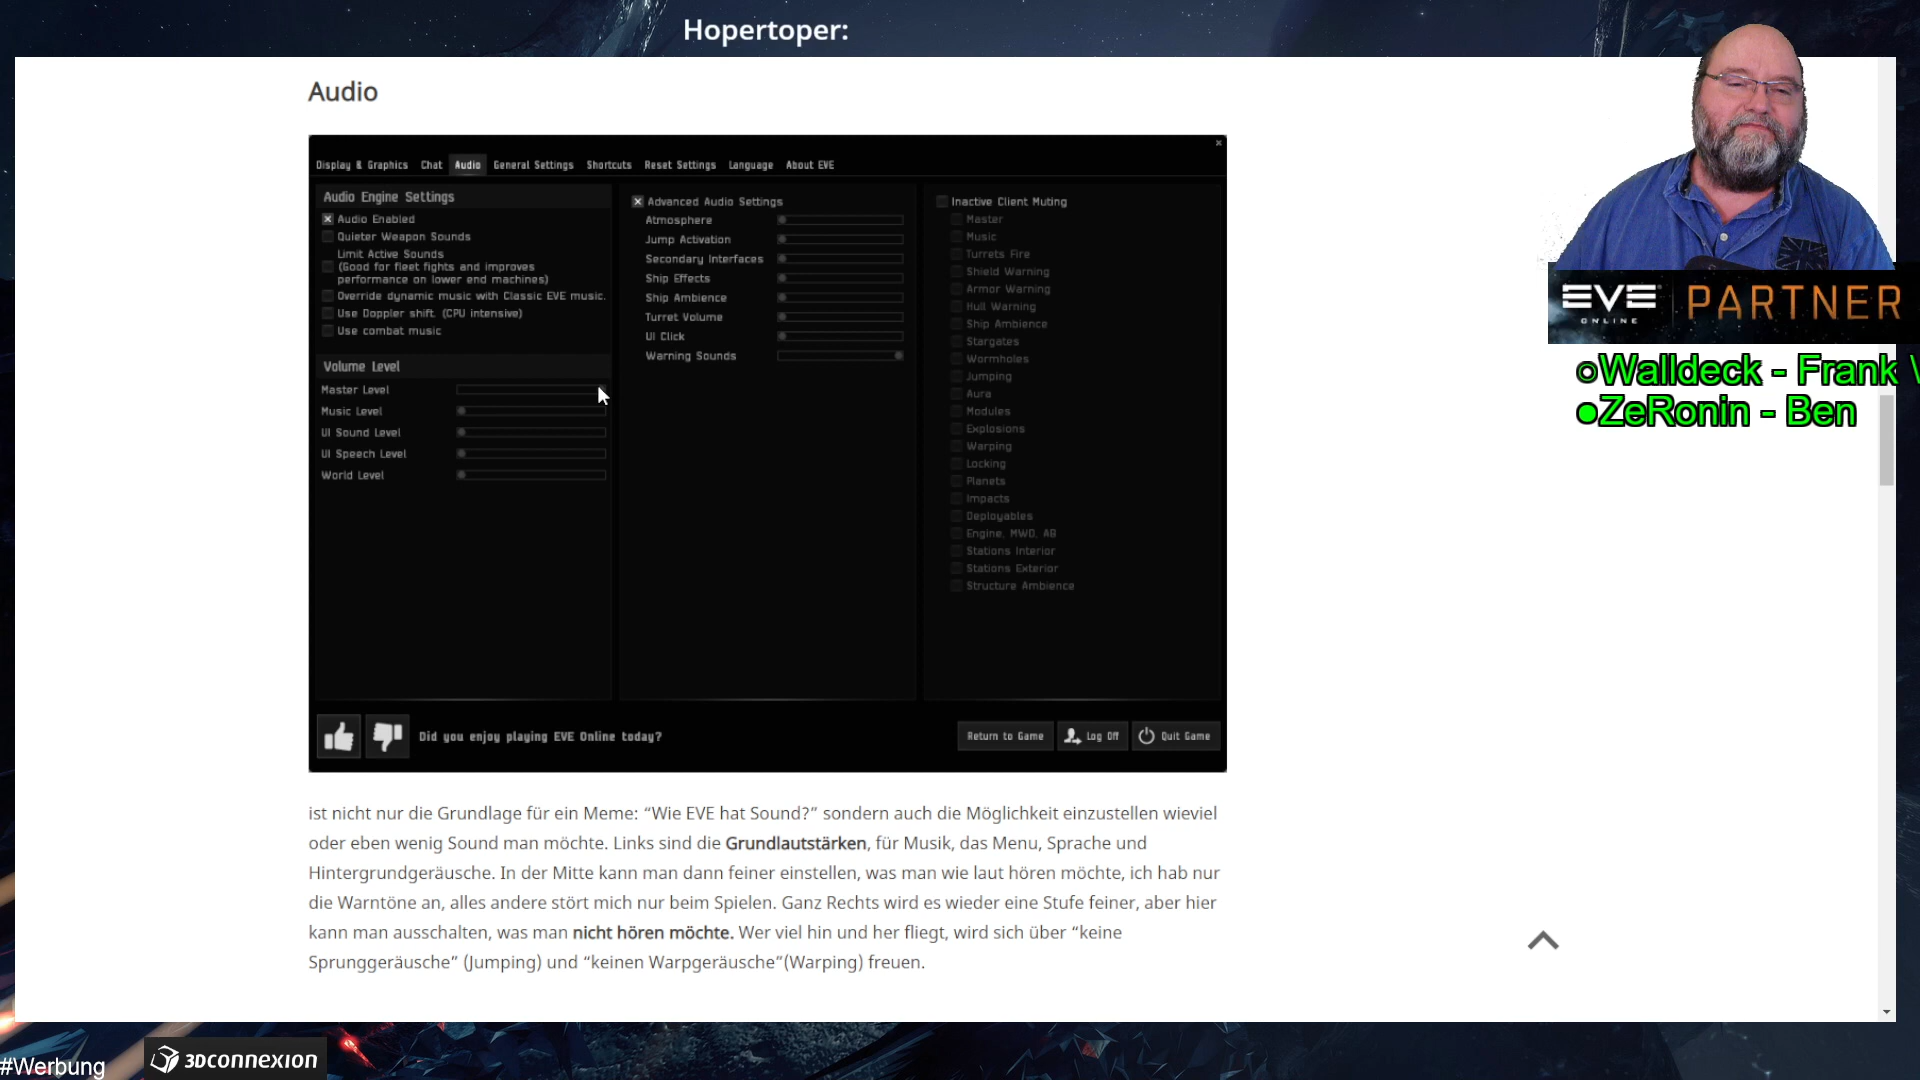 Hopertoper:
Audio
Display & Graphics Chat Audio General Settings Shortcuts Reset Settings Language About EVE
Audio Engine Settings
Audio Enabled
Quieter Weapon Sounds
Limit Active Sounds
(Good for fleet fights and improves
performance on lower end machines)
Override dynamic music with Classic EVE music.
Use Doppler shift. (CPU intensive)
Use combat music
Volume Level
Master Level
Music Level
UI Sound Level
UI Speech Level
World Level
Advanced Audio Settings
Atmosphere
Jump Activation
Secondary Interfaces
Ship Effects
Ship Ambience
Turret Volume
UI Click
Warning Sounds
Inactive Client Muting
Master
Music
Turrets Fire
Shield Warning
Armor Warning
Hull Warning
Ship Ambience
Stargates
Wormholes
Jumping
Aura
Modules
Explosions
Warping
Locking
Planets
Impacts
Deployables
Engine, MWD, AB
Stations Interior
Stations Exterior
Structure Ambience
Did you enjoy playing EVE Online today?
Return to Game Log Off Quit Game
ist nicht nur die Grundlage für ein Meme: “Wie EVE hat Sound?” sondern auch die Möglichkeit einzustellen wieviel
oder eben wenig Sound man möchte. Links sind die Grundlautstärken, für Musik, das Menu, Sprache und
Hintergrundgeräusche. In der Mitte kann man dann feiner einstellen, was man wie laut hören möchte, ich hab nur
die Warntöne an, alles andere stört mich nur beim Spielen. Ganz Rechts wird es wieder eine Stufe feiner, aber hier
kann man ausschalten, was man nicht hören möchte. Wer viel hin und her fliegt, wird sich über “keine
Sprunggeräusche” (Jumping) und “keinen Warpgeräusche”(Warping) freuen.
EVE ONLINE PARTNER
Walldeck - Frank
ZeRonin - Ben
#Werbung
3DCONNEXION